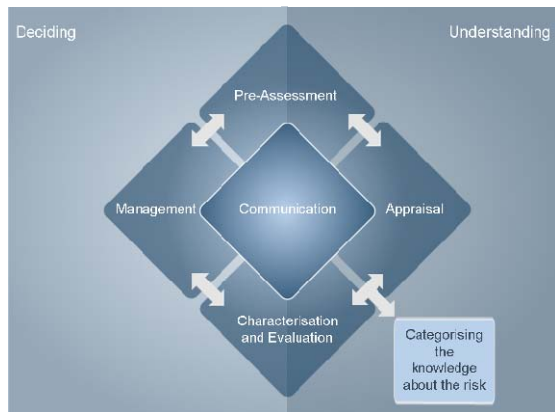 Deciding
Understanding
Pre-Assessment
Management
Communication
Appraisal
Characterisation
and Evaluation
Categorising
the
knowledge
about the risk